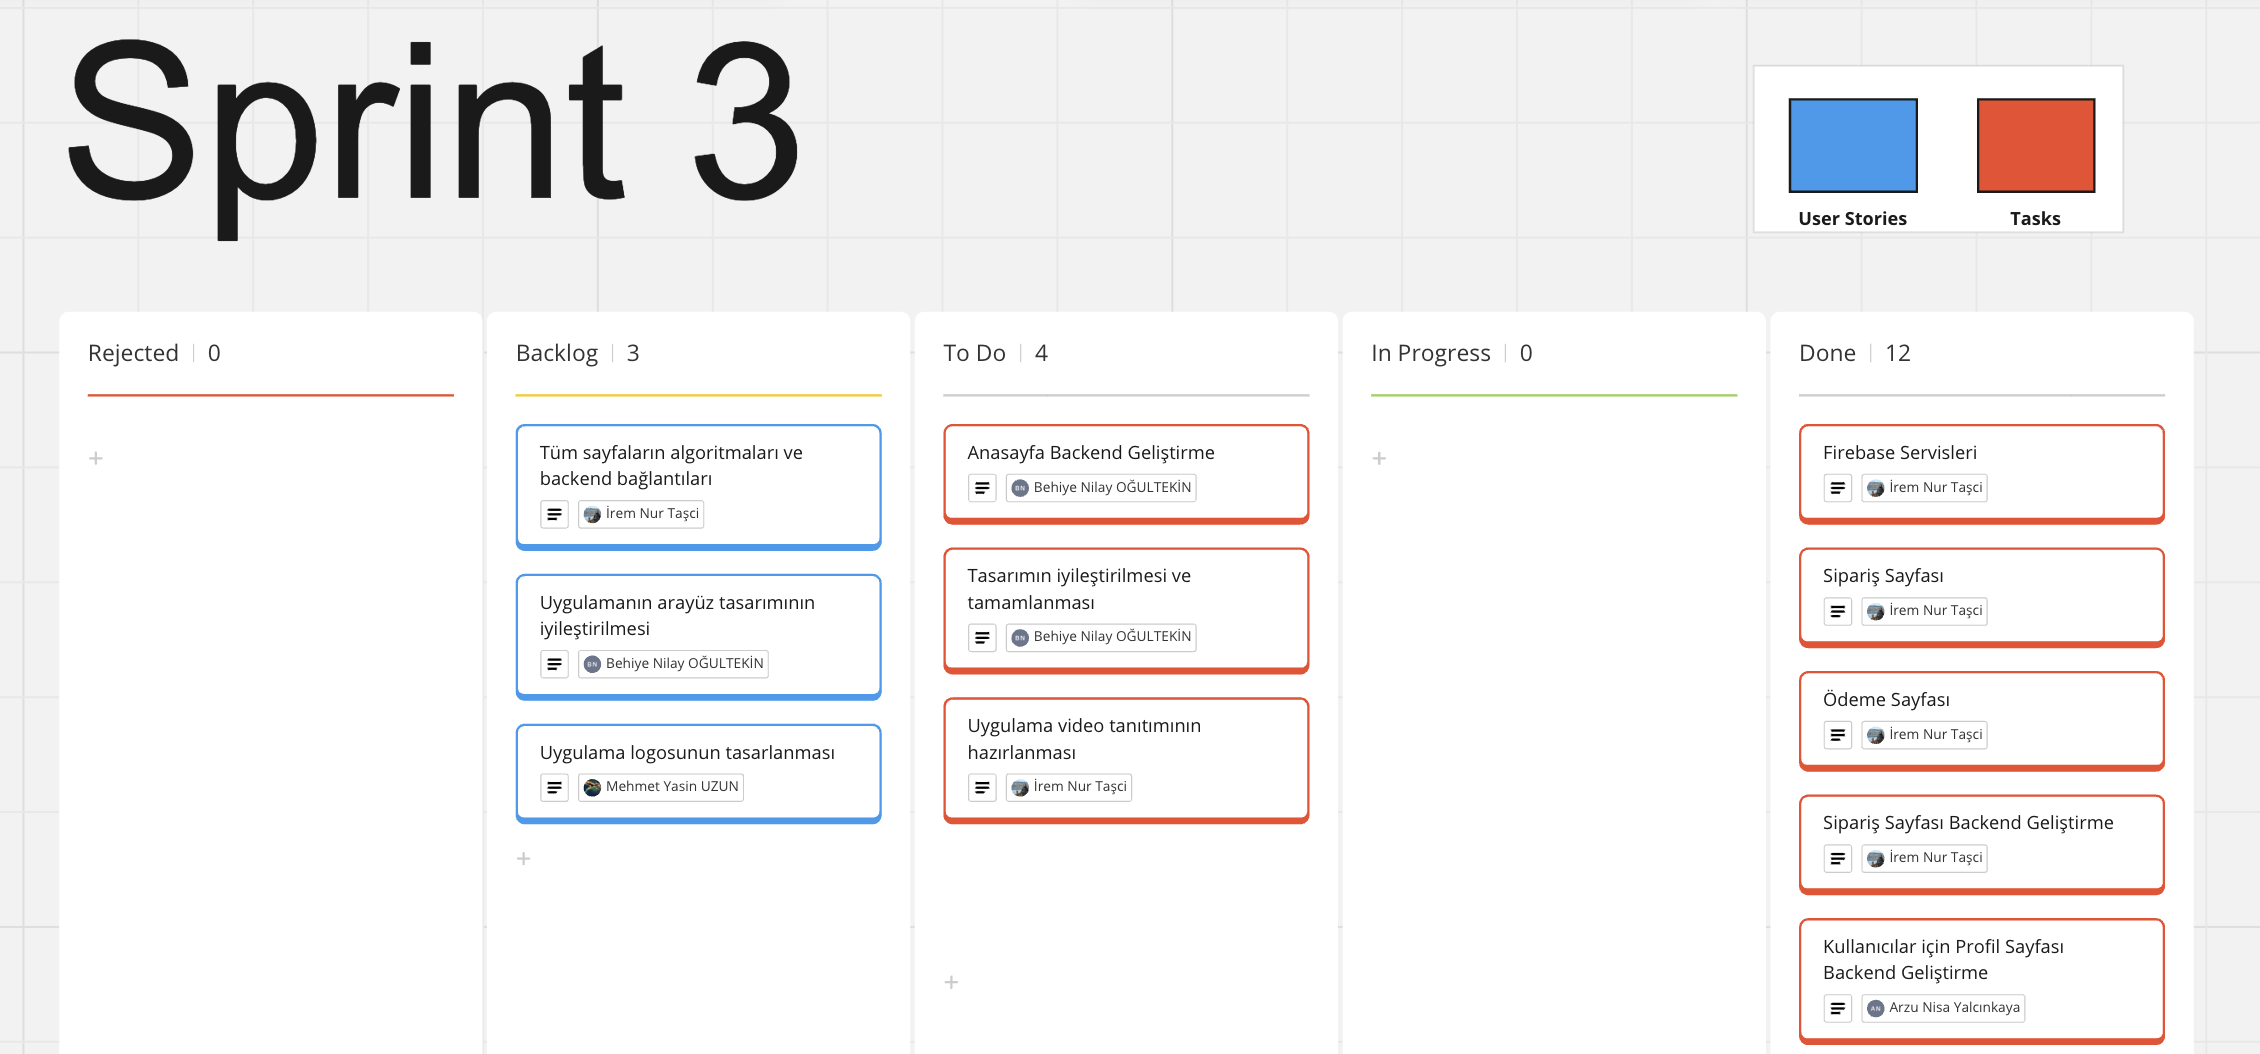 Sprint 3
User Stories
Tasks
Rejected | 0
Backlog | 3
Tüm sayfaların algoritmaları ve
backend bağlantıları
İrem Nur Taşci
Uygulamanın arayüz tasarımının
iyileştirilmesi
BN Behiye Nilay OĞULTEKİN
Uygulama logosunun tasarlanması
Mehmet Yasin UZUN
To Do | 4
Anasayfa Backend Geliştirme
BN Behiye Nilay OĞULTEKİN
Tasarımın iyileştirilmesi ve
tamamlanması
BN Behiye Nilay OĞULTEKİN
Uygulama video tanıtımının
hazırlanması
İrem Nur Taşci
In Progress | 0
Done | 12
Firebase Servisleri
İrem Nur Taşci
Sipariş Sayfası
İrem Nur Taşci
Ödeme Sayfası
İrem Nur Taşci
Sipariş Sayfası Backend Geliştirme
İrem Nur Taşci
Kullanıcılar için Profil Sayfası
Backend Geliştirme
AN Arzu Nisa Yalcınkaya